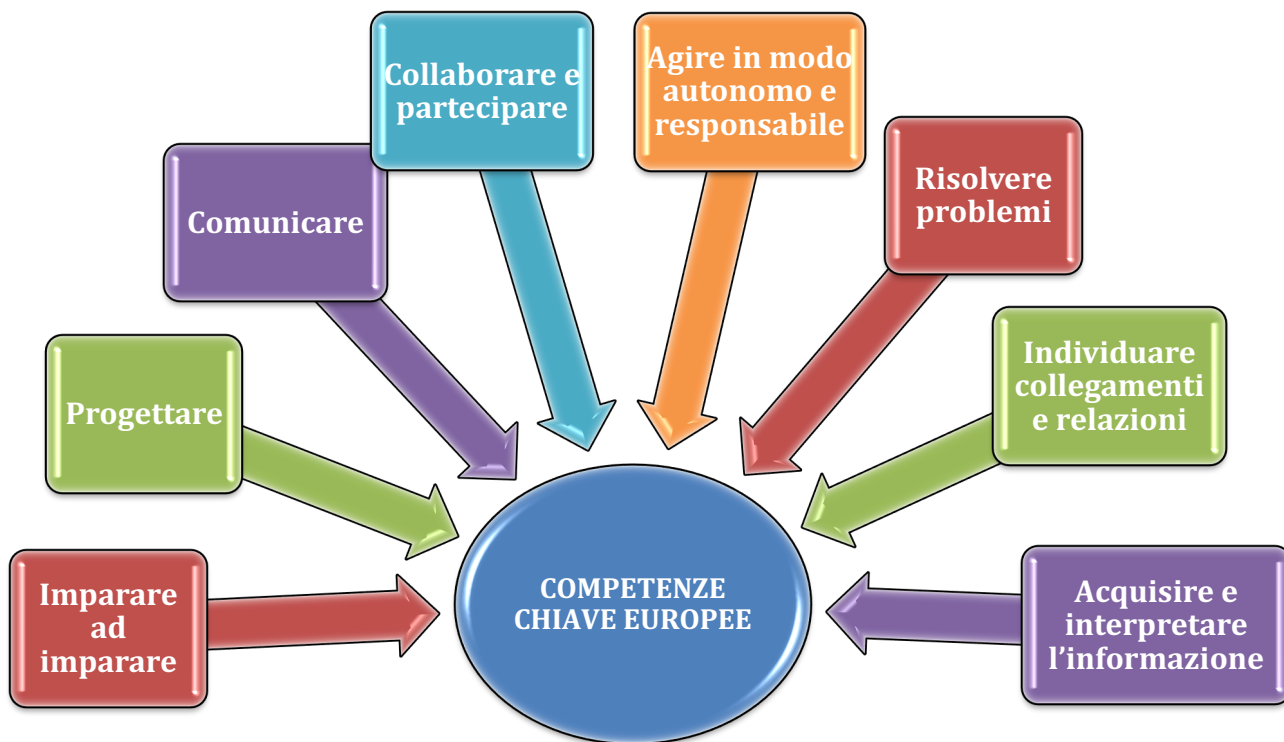 Collaborare e
partecipare
Agire in modo
autonomo e
responsabile
Comunicare
Risolvere
problemi
Progettare
Individuare
collegamenti
e relazioni
Imparare
ad
imparare
COMPETENZE
CHIAVE EUROPEE
Acquisire e
interpretare
l’informazione